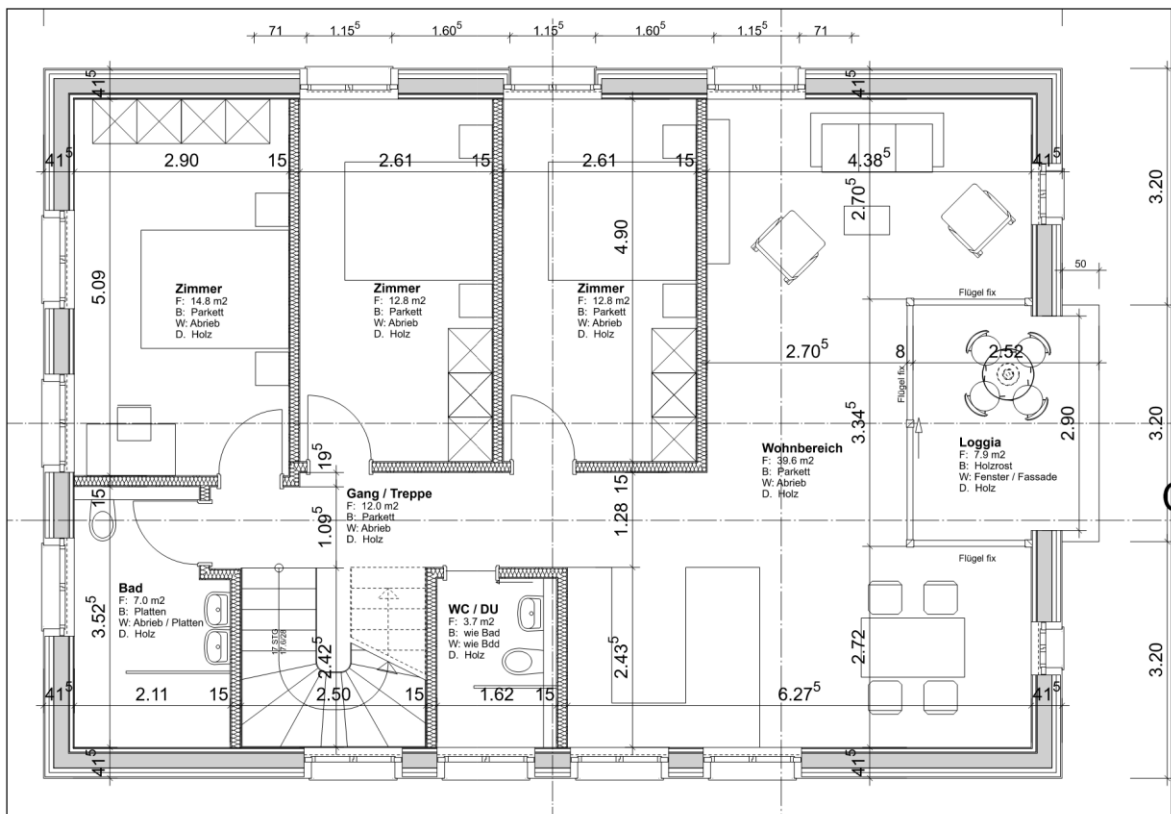 71 1.15⁵ 1.60⁵ 1.15⁵ 1.60⁵ 1.15⁵ 71
41⁵ 41⁵
41⁵ 2.90 15 2.61 15 2.61 15 4.38⁵ 41⁵
2.70⁵
3.20
4.90
5.09
50
Zimmer
F: 14.8 m2
B: Parkett
W: Abrieb
D. Holz
Zimmer
F: 12.8 m2
B: Parkett
W: Abrieb
D. Holz
Zimmer
F: 12.8 m2
B: Parkett
W: Abrieb
D. Holz
Flügel fix
2.70⁵ 8 2.52
Flügel fix
2.90
3.20
3.34⁵
Wohnbereich
F: 39.6 m2
B: Parkett
W: Abrieb
D: Holz
Loggia
F: 7.9 m2
B: Holzrost
W: Fenster / Fassade
D: Holz
19⁵
15
15
Gang / Treppe
F: 12.0 m2
B: Parkett
W: Abrieb
D: Holz
1.09⁵
1.28
Flügel fix
Bad
F: 7.0 m2
B: Platten
W: Abrieb / Platten
D. Holz
3.52⁵
17 STG
17.6/28
2.42⁵
WC / DU
F: 3.7 m2
B: wie Bad
W: wie Bdd
D. Holz
2.43⁵
2.72
3.20
41⁵ 2.11 15 2.50 15 1.62 15 6.27⁵ 41⁵
41⁵ 41⁵